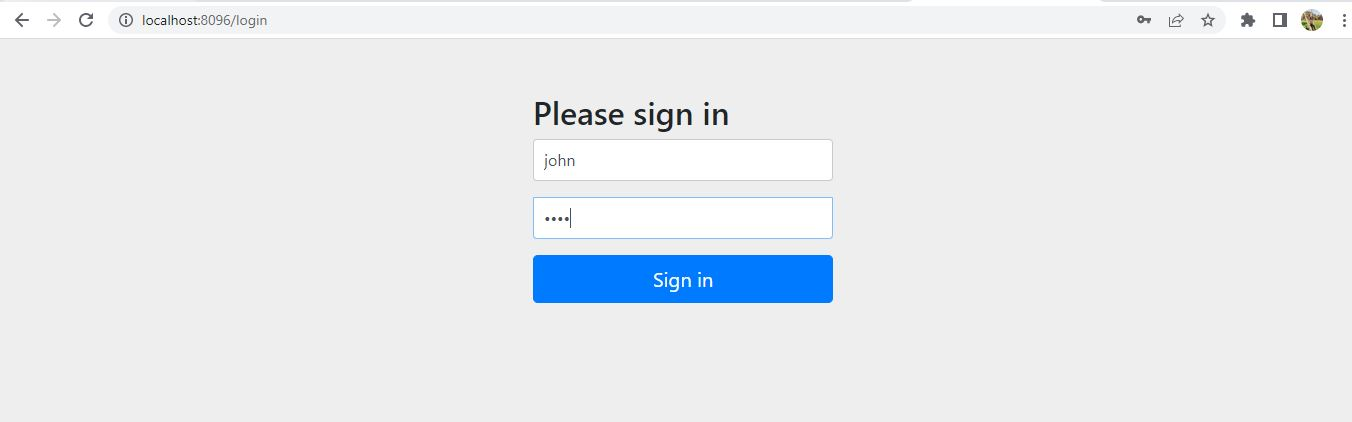 localhost:8096/login
Please sign in
john
••••
Sign in